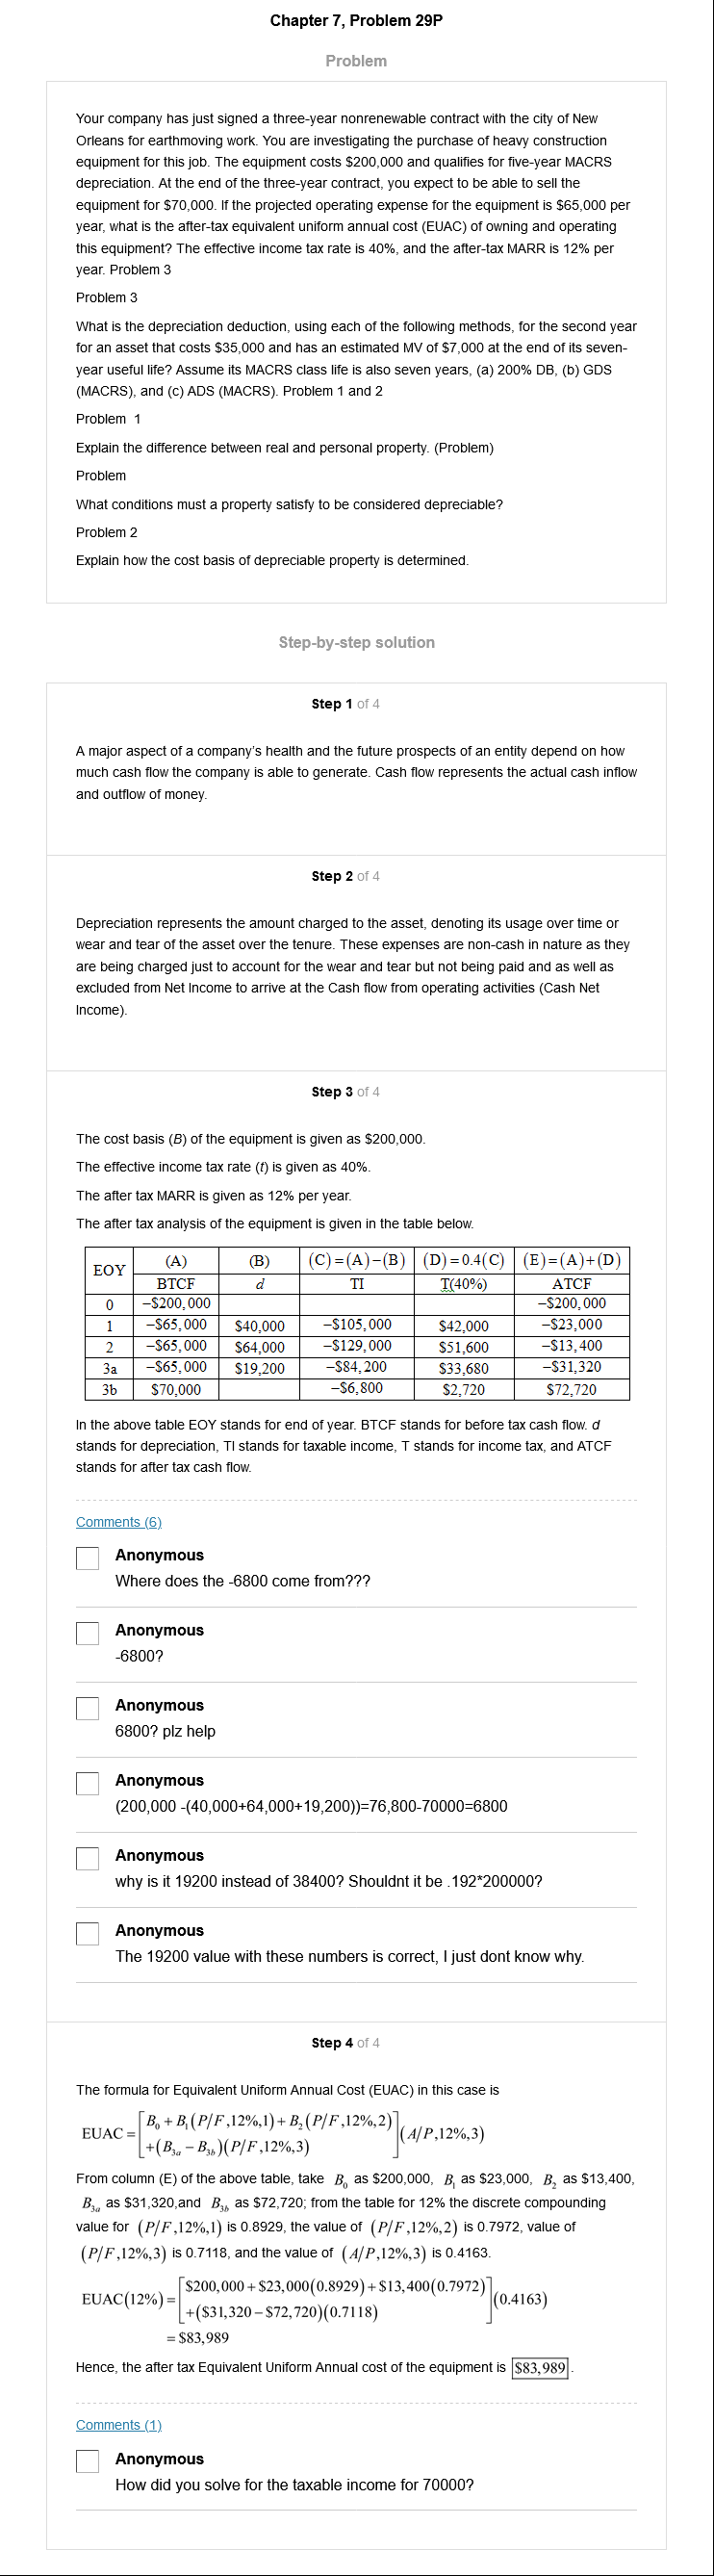 Chapter 7, Problem 29P
Problem
Your company has just signed a three-year nonrenewable contract with the city of New
Orleans for earthmoving work. You are investigating the purchase of heavy construction
equipment for this job. The equipment costs $200,000 and qualifies for five-year MACRS
depreciation. At the end of the three-year contract, you expect to be able to sell the
equipment for $70,000. If the projected operating expense for the equipment is $65,000 per
year, what is the after-tax equivalent uniform annual cost (EUAC) of owning and operating
this equipment? The effective income tax rate is 40%, and the after-tax MARR is 12% per
year. Problem 3
Problem 3
What is the depreciation deduction, using each of the following methods, for the second year
for an asset that costs $35,000 and has an estimated MV of $7,000 at the end of its seven-
year useful life? Assume its MACRS class life is also seven years, (a) 200% DB, (b) GDS
(MACRS), and (c) ADS (MACRS). Problem 1 and 2
Problem 1
Explain the difference between real and personal property. (Problem)
Problem
What conditions must a property satisfy to be considered depreciable?
Problem 2
Explain how the cost basis of depreciable property is determined.
Step-by-step solution
Step 1 of 4
A major aspect of a company's health and the future prospects of an entity depend on how
much cash flow the company is able to generate. Cash flow represents the actual cash inflow
and outflow of money.
Step 2 of 4
Depreciation represents the amount charged to the asset, denoting its usage over time or
wear and tear of the asset over the tenure. These expenses are non-cash in nature as they
are being charged just to account for the wear and tear but not being paid and as well as
excluded from Net Income to arrive at the Cash flow from operating activities (Cash Net
Income).
Step 3 of 4
The cost basis (B) of the equipment is given as $200,000.
The effective income tax rate (t) is given as 40%.
The after tax MARR is given as 12% per year.
The after tax analysis of the equipment is given in the table below.
EOY (A) (B) (C)=(A)−(B) (D)=0.4(C) (E)=(A)+(D)
BTCF d TI T(40%) ATCF
0 −$200,000 −$200,000
1 −$65,000 $40,000 −$105,000 $42,000 −$23,000
2 −$65,000 $64,000 −$129,000 $51,600 −$13,400
3a −$65,000 $19,200 −$84,200 $33,680 −$31,320
3b $70,000 −$6,800 $2,720 $72,720
In the above table EOY stands for end of year. BTCF stands for before tax cash flow. d
stands for depreciation, TI stands for taxable income, T stands for income tax, and ATCF
stands for after tax cash flow.
Comments (6)
Anonymous
Where does the -6800 come from???
Anonymous
-6800?
Anonymous
6800? plz help
Anonymous
(200,000 -(40,000+64,000+19,200))=76,800-70000=6800
Anonymous
why is it 19200 instead of 38400? Shouldnt it be .192*200000?
Anonymous
The 19200 value with these numbers is correct, I just dont know why.
Step 4 of 4
The formula for Equivalent Uniform Annual Cost (EUAC) in this case is
EUAC = [B₀ + B₁(P/F,12%,1) + B₂(P/F,12%,2)
+(B₃ₐ − B₃b)(P/F,12%,3)](A/P,12%,3)
From column (E) of the above table, take B₀ as $200,000, B₁ as $23,000, B₂ as $13,400,
B₃ₐ as $31,320,and B₃b as $72,720; from the table for 12% the discrete compounding
value for (P/F,12%,1) is 0.8929, the value of (P/F,12%,2) is 0.7972, value of
(P/F,12%,3) is 0.7118, and the value of (A/P,12%,3) is 0.4163.
EUAC(12%) = [$200,000 + $23,000(0.8929) + $13,400(0.7972)
+($31,320 − $72,720)(0.7118)](0.4163)
= $83,989
Hence, the after tax Equivalent Uniform Annual cost of the equipment is $83,989.
Comments (1)
Anonymous
How did you solve for the taxable income for 70000?